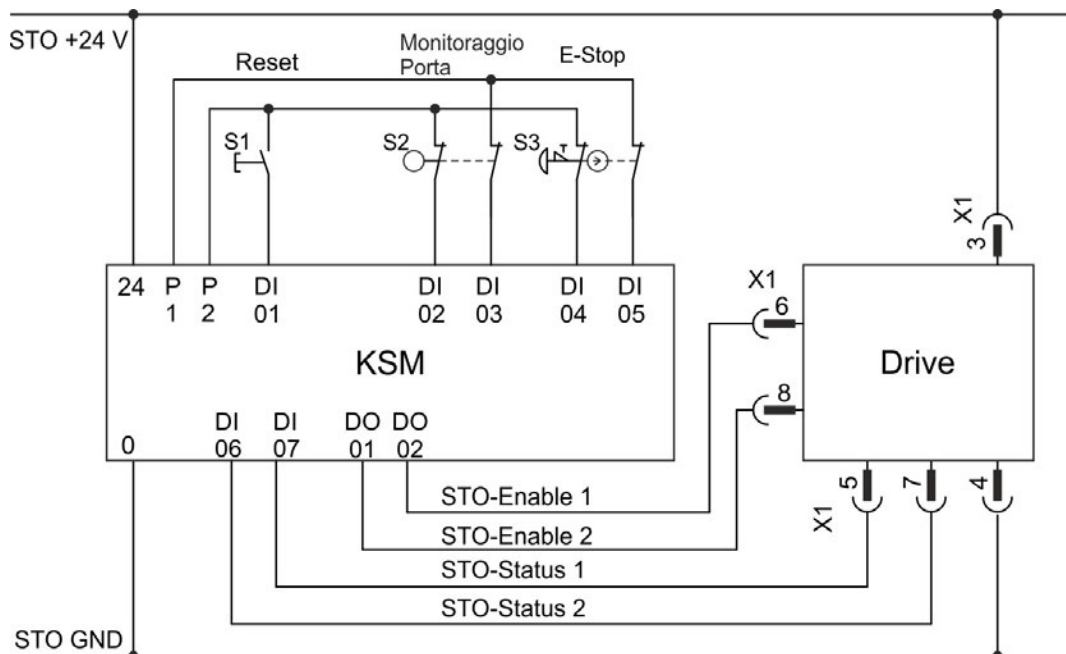 STO +24 V
Reset
Monitoraggio
Porta
E-Stop
S1
S2
S3
X1
3
24 P P DI DI DI DI DI
1 2 01 02 03 04 05
X1
6
KSM
Drive
8
0 DI DI DO DO
06 07 01 02
5 7 4
X1
STO-Enable 1
STO-Enable 2
STO-Status 1
STO-Status 2
STO GND